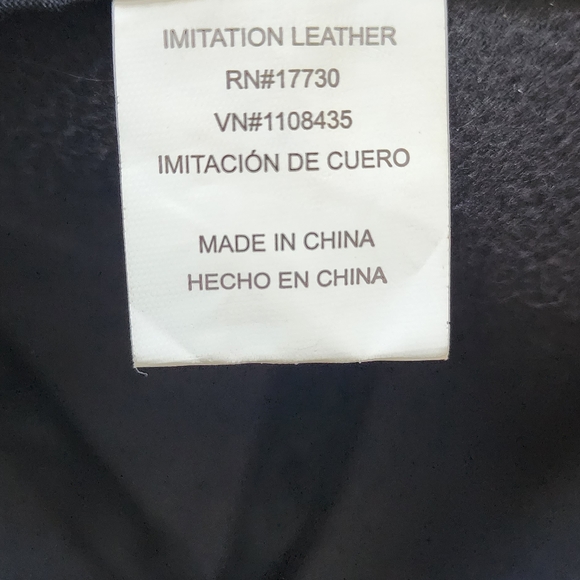 IMITATION LEATHER
RN#17730
VN#1108435
IMITACIÓN DE CUERO
MADE IN CHINA
HECHO EN CHINA